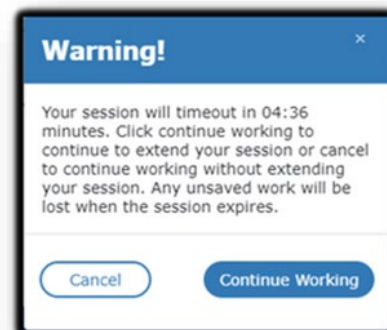 Warning!
×
Your session will timeout in 04:36
minutes. Click continue working to
continue to extend your session or cancel
to continue working without extending
your session. Any unsaved work will be
lost when the session expires.
Cancel
Continue Working